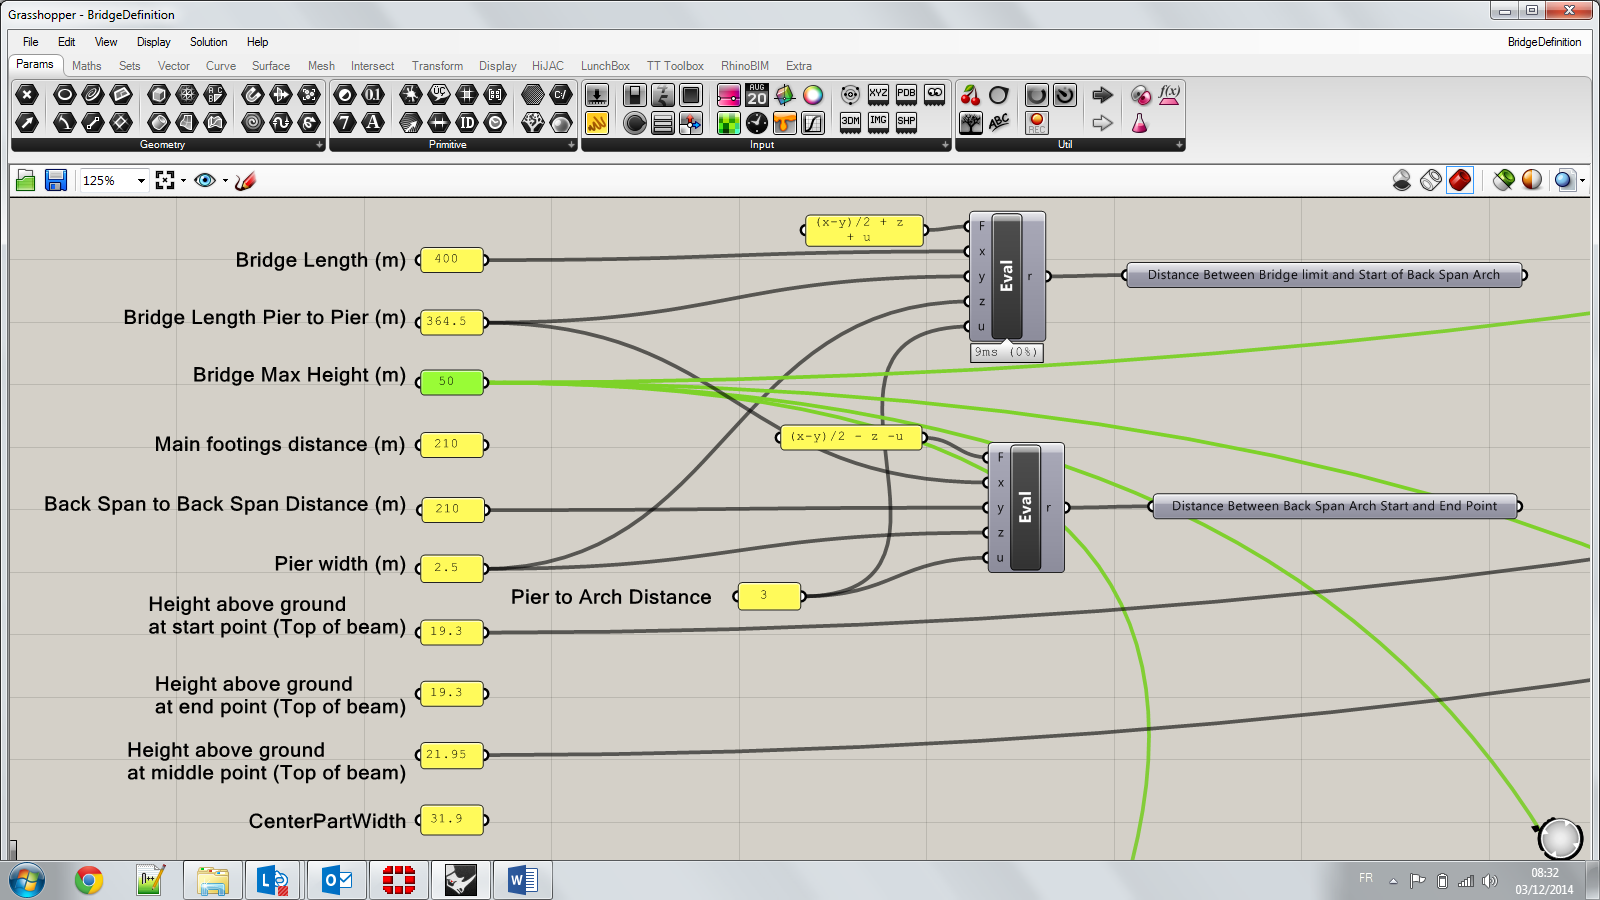 Grasshopper - BridgeDefinition
File Edit View Display Solution Help
BridgeDefinition
Params Maths Sets Vector Curve Surface Mesh Intersect Transform Display HiJAC LunchBox TT Toolbox RhinoBIM Extra
Geometry
Primitive
Input
Util
125%
(x-y)/2 + z
+ u
F
x
y
z
u
Eval
r
9ms (0%)
Distance Between Bridge limit and Start of Back Span Arch
Bridge Length (m) 400
Bridge Length Pier to Pier (m) 364.5
Bridge Max Height (m) 50
Main footings distance (m) 210
(x-y)/2 - z -u
F
x
y
z
u
Eval
r
Distance Between Back Span Arch Start and End Point
Back Span to Back Span Distance (m) 210
Pier width (m) 2.5
Pier to Arch Distance 3
Height above ground
at start point (Top of beam) 19.3
Height above ground
at end point (Top of beam) 19.3
Height above ground
at middle point (Top of beam) 21.95
CenterPartWidth 31.9
FR
08:32
03/12/2014